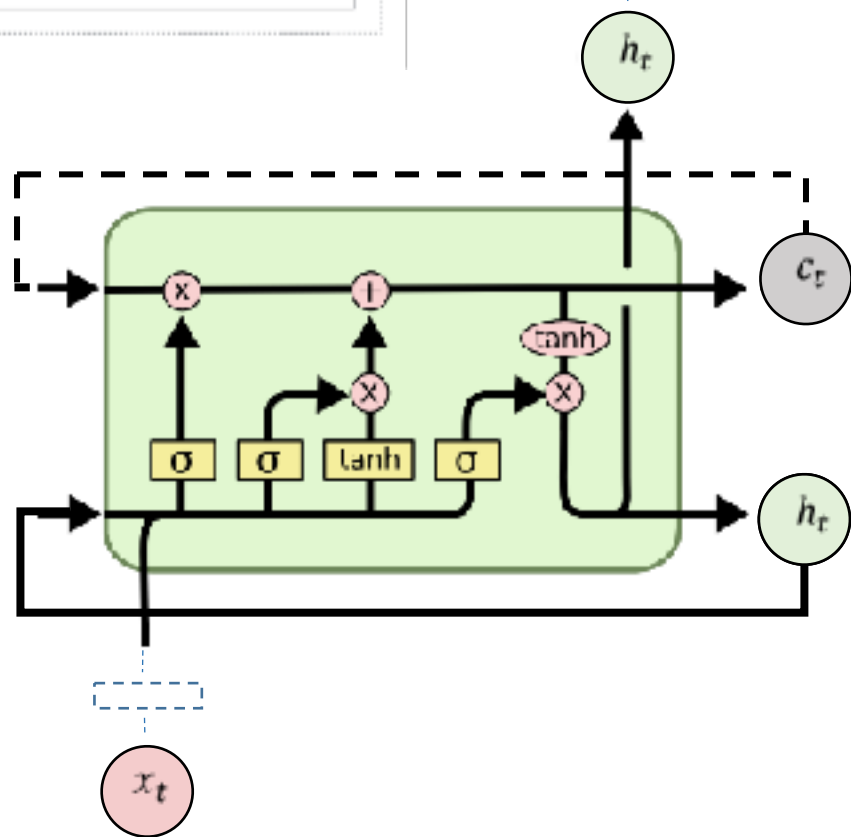 h_t
c_t
x +
tanh
x x
σ σ tanh σ
h_t
x_t